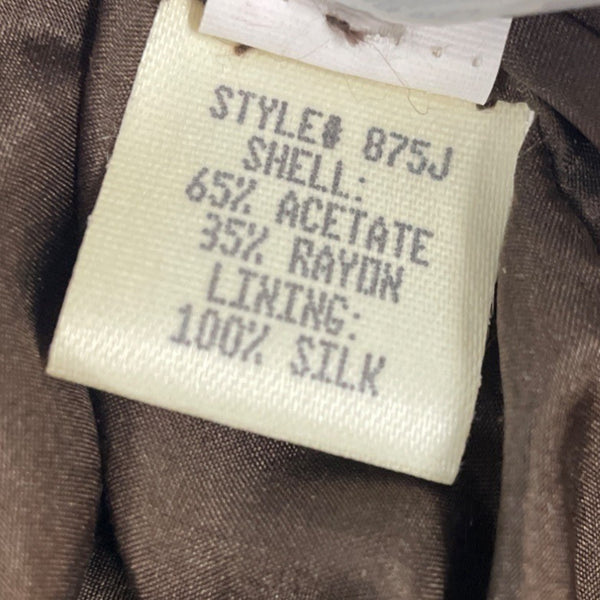 STYLE# 875J
SHELL:
65% ACETATE
35% RAYON
LINING:
100% SILK